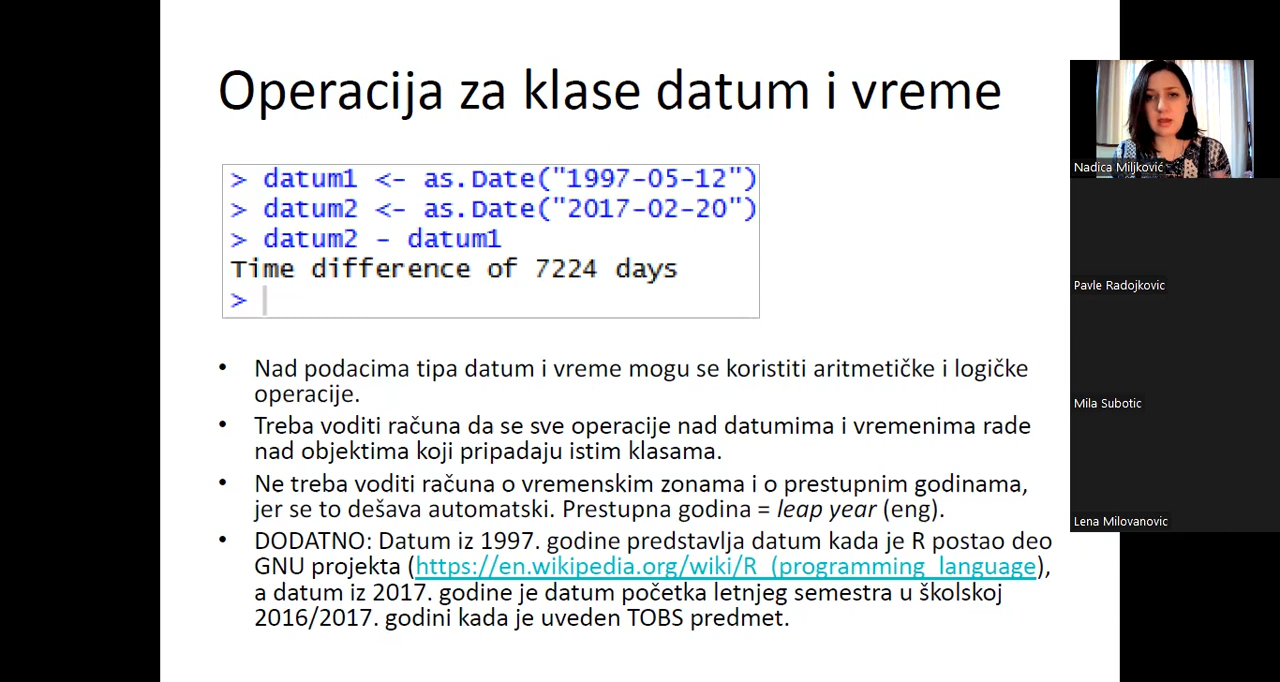 Operacija za klase datum i vreme
> datum1 <- as.Date("1997-05-12")
> datum2 <- as.Date("2017-02-20")
> datum2 - datum1
Time difference of 7224 days
>
• Nad podacima tipa datum i vreme mogu se koristiti aritmetičke i logičke
operacije.
• Treba voditi računa da se sve operacije nad datumima i vremenima rade
nad objektima koji pripadaju istim klasama.
• Ne treba voditi računa o vremenskim zonama i o prestupnim godinama,
jer se to dešava automatski. Prestupna godina = leap year (eng).
• DODATNO: Datum iz 1997. godine predstavlja datum kada je R postao deo
GNU projekta (https://en.wikipedia.org/wiki/R_(programming_language),
a datum iz 2017. godine je datum početka letnjeg semestra u školskoj
2016/2017. godini kada je uveden TOBS predmet.
Nadica Miljković
Pavle Radojkovic
Mila Subotic
Lena Milovanovic